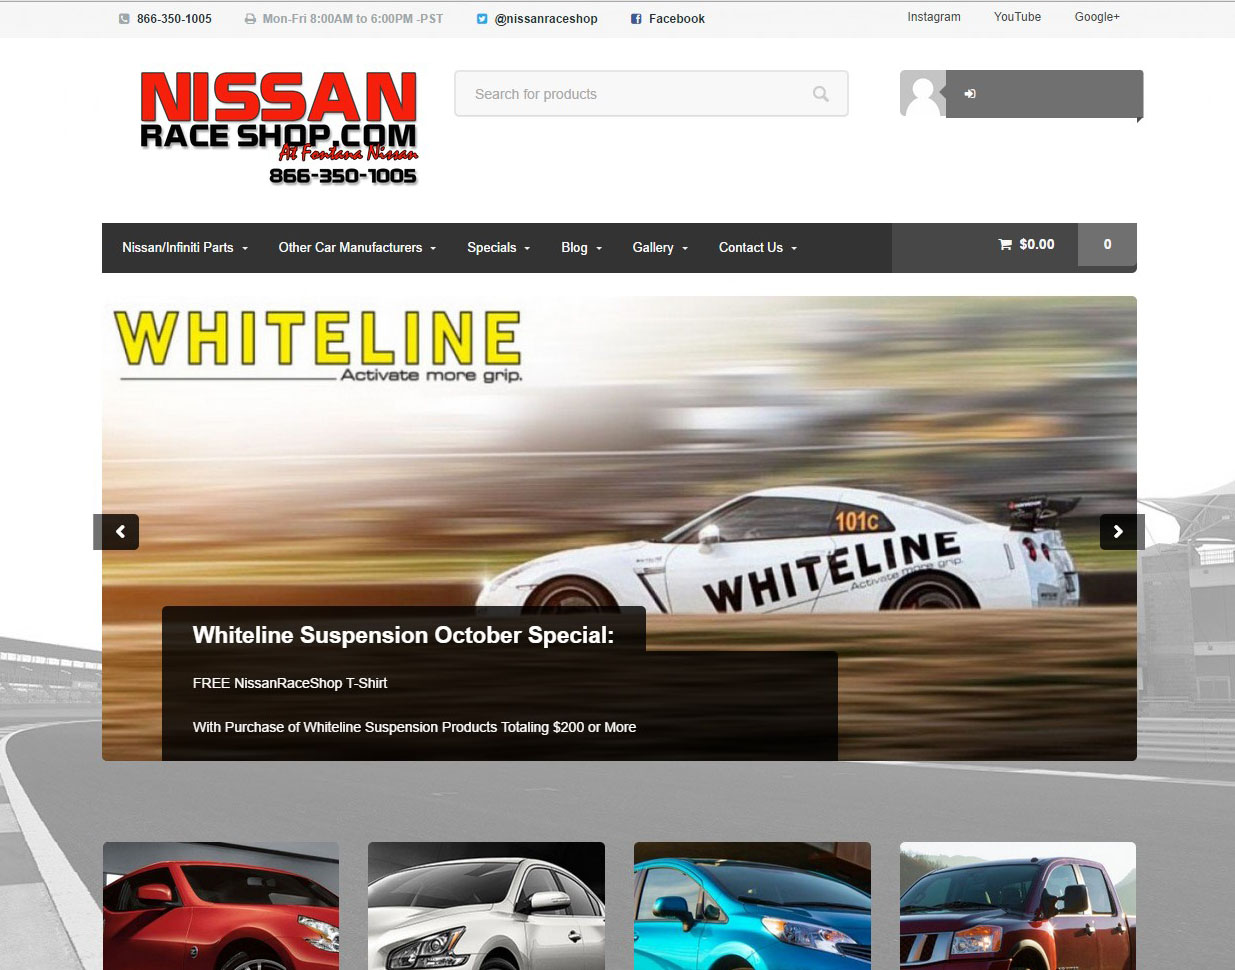 866-350-1005
Mon-Fri 8:00AM to 6:00PM -PST
@nissanraceshop
Facebook
Instagram
YouTube
Google+
NISSAN
RACE SHOP.COM
At Fontana Nissan
866-350-1005
Search for products
Nissan/Infiniti Parts
Other Car Manufacturers
Specials
Blog
Gallery
Contact Us
$0.00
0
WHITELINE
Activate more grip.
101c
WHITELINE
Activate more grip.
Whiteline Suspension October Special:
FREE NissanRaceShop T-Shirt
With Purchase of Whiteline Suspension Products Totaling $200 or More